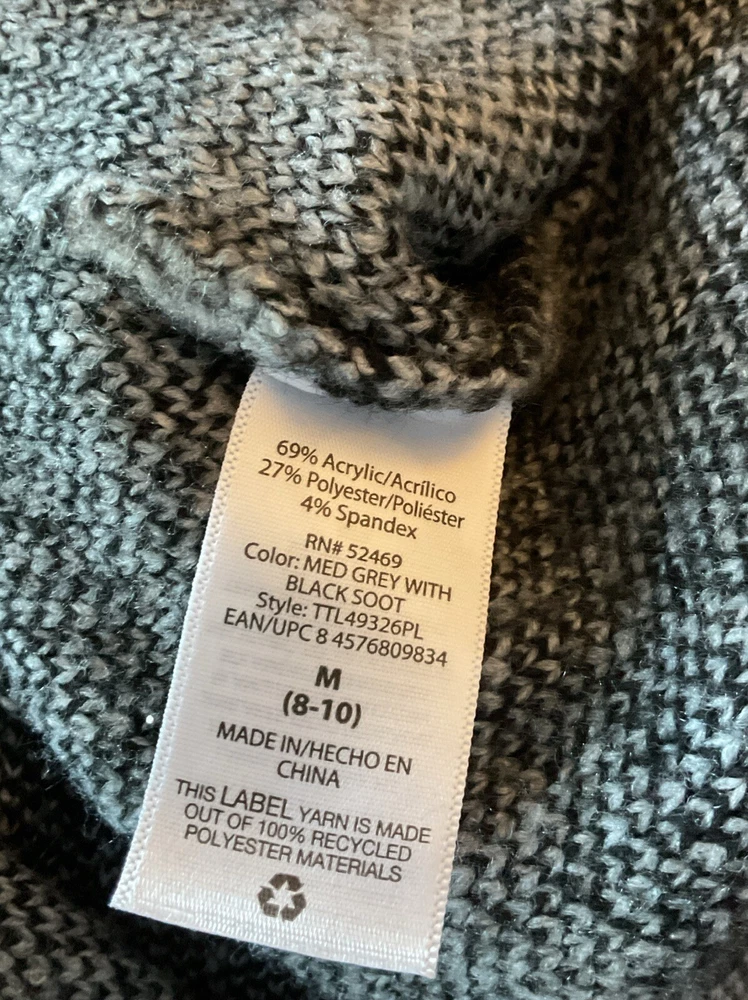 69% Acrylic/Acrílico
27% Polyester/Poliéster
4% Spandex
RN# 52469
Color: MED GREY WITH
BLACK SOOT
Style: TTL49326PL
EAN/UPC 8 4576809834
M
(8-10)
MADE IN/HECHO EN
CHINA
THIS LABEL YARN IS MADE
OUT OF 100% RECYCLED
POLYESTER MATERIALS